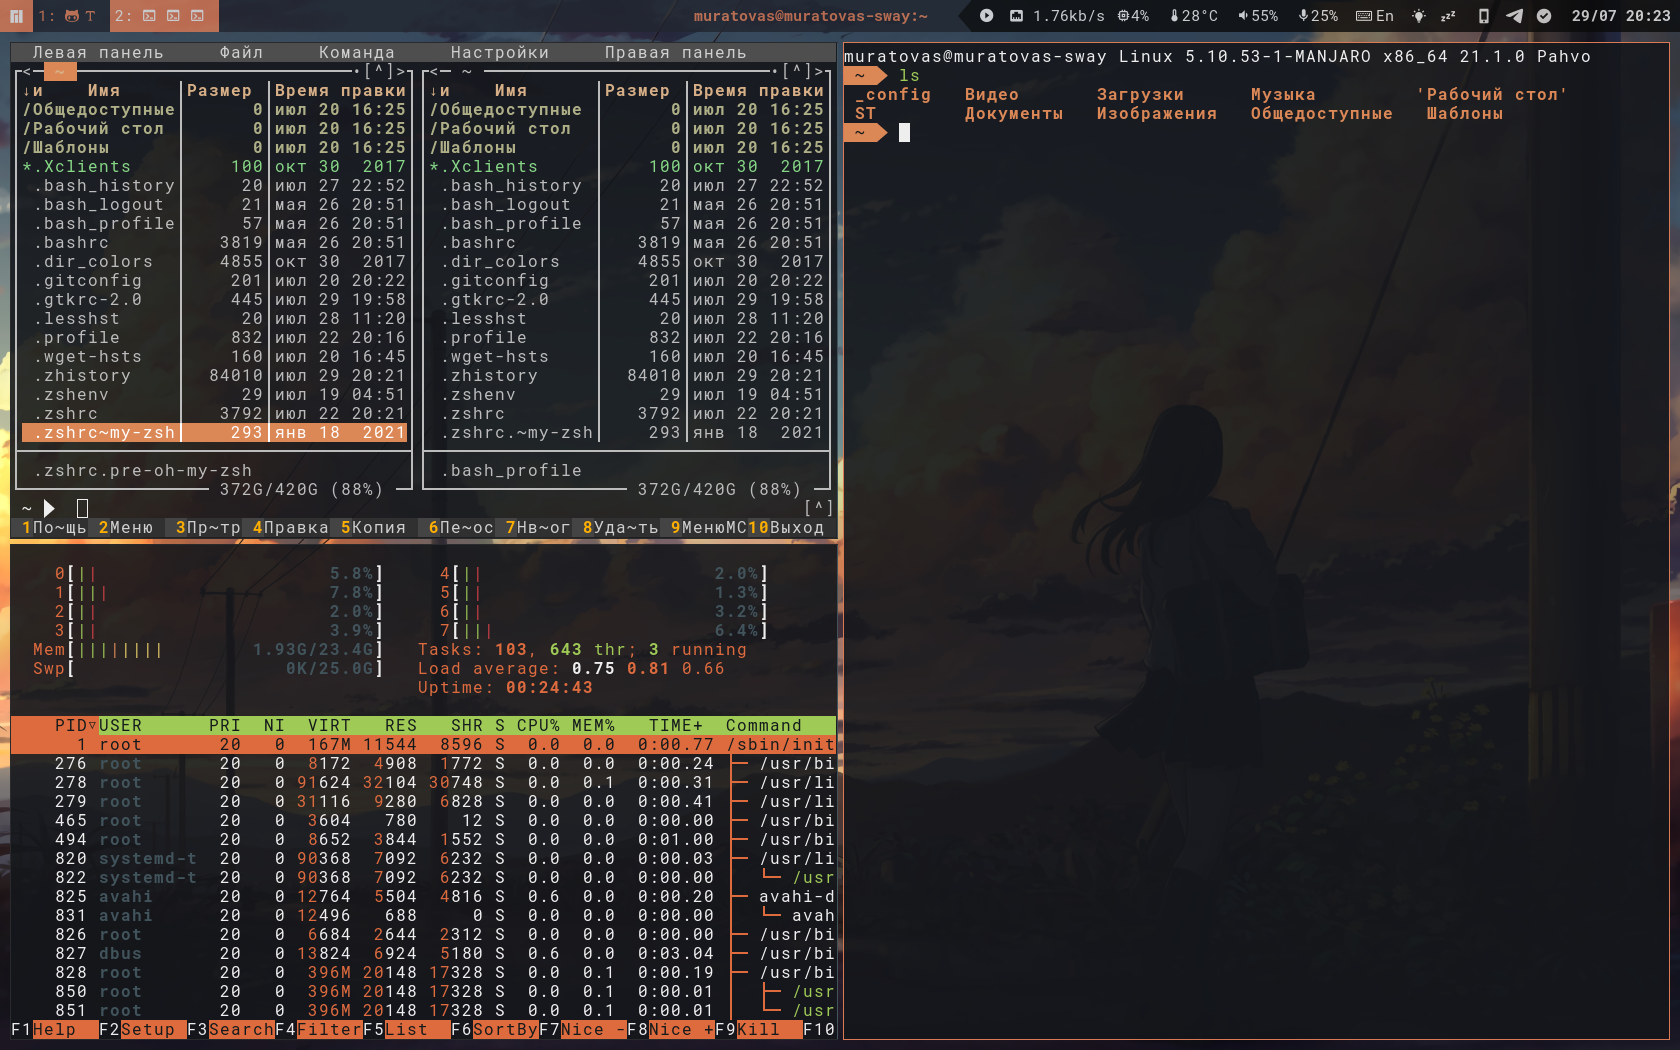 1: T 2: muratovas@muratovas-sway:~ 1.76kb/s 4% 28°C 55% 25% En zzz 29/07 20:23
Левая панель Файл Команда Настройки Правая панель
<─ ~ ·[^]> <─ ~ ·[^]>
↓и Имя Размер Время правки ↓и Имя Размер Время правки
/Общедоступные 0 июл 20 16:25 /Общедоступные 0 июл 20 16:25
/Рабочий стол 0 июл 20 16:25 /Рабочий стол 0 июл 20 16:25
/Шаблоны 0 июл 20 16:25 /Шаблоны 0 июл 20 16:25
*.Xclients 100 окт 30 2017 *.Xclients 100 окт 30 2017
.bash_history 20 июл 27 22:52 .bash_history 20 июл 27 22:52
.bash_logout 21 мая 26 20:51 .bash_logout 21 мая 26 20:51
.bash_profile 57 мая 26 20:51 .bash_profile 57 мая 26 20:51
.bashrc 3819 мая 26 20:51 .bashrc 3819 мая 26 20:51
.dir_colors 4855 окт 30 2017 .dir_colors 4855 окт 30 2017
.gitconfig 201 июл 20 20:22 .gitconfig 201 июл 20 20:22
.gtkrc-2.0 445 июл 29 19:58 .gtkrc-2.0 445 июл 29 19:58
.lesshst 20 июл 28 11:20 .lesshst 20 июл 28 11:20
.profile 832 июл 22 20:16 .profile 832 июл 22 20:16
.wget-hsts 160 июл 20 16:45 .wget-hsts 160 июл 20 16:45
.zhistory 84010 июл 29 20:21 .zhistory 84010 июл 29 20:21
.zshenv 29 июл 19 04:51 .zshenv 29 июл 19 04:51
.zshrc 3792 июл 22 20:21 .zshrc 3792 июл 22 20:21
.zshrc~my-zsh 293 янв 18 2021 .zshrc.~my-zsh 293 янв 18 2021
.zshrc.pre-oh-my-zsh .bash_profile
372G/420G (88%) 372G/420G (88%)
~ [^]
1По~щь 2Меню 3Пр~тр 4Правка 5Копия 6Пе~ос 7Нв~ог 8Уда~ть 9МенюMC 10Выход
0[|| 5.8%] 4[|| 2.0%]
1[||| 7.8%] 5[|| 1.3%]
2[|| 2.0%] 6[|| 3.2%]
3[|| 3.9%] 7[||| 6.4%]
Mem[|||||||| 1.93G/23.4G] Tasks: 103, 643 thr; 3 running
Swp[ 0K/25.0G] Load average: 0.75 0.81 0.66
Uptime: 00:24:43
PID▽USER PRI NI VIRT RES SHR S CPU% MEM% TIME+ Command
1 root 20 0 167M 11544 8596 S 0.0 0.0 0:00.77 /sbin/init
276 root 20 0 8172 4908 1772 S 0.0 0.0 0:00.24 ├─ /usr/bi
278 root 20 0 91624 32104 30748 S 0.0 0.1 0:00.31 ├─ /usr/li
279 root 20 0 31116 9280 6828 S 0.0 0.0 0:00.41 ├─ /usr/li
465 root 20 0 3604 780 12 S 0.0 0.0 0:00.00 ├─ /usr/bi
494 root 20 0 8652 3844 1552 S 0.0 0.0 0:01.00 ├─ /usr/bi
820 systemd-t 20 0 90368 7092 6232 S 0.0 0.0 0:00.03 ├─ /usr/li
822 systemd-t 20 0 90368 7092 6232 S 0.0 0.0 0:00.00 │ └─ /usr
825 avahi 20 0 12764 5504 4816 S 0.6 0.0 0:00.20 ├─ avahi-d
831 avahi 20 0 12496 688 0 S 0.0 0.0 0:00.00 │ └─ avah
826 root 20 0 6684 2644 2312 S 0.0 0.0 0:00.00 ├─ /usr/bi
827 dbus 20 0 13824 6924 5180 S 0.6 0.0 0:03.04 ├─ /usr/bi
828 root 20 0 396M 20148 17328 S 0.0 0.1 0:00.19 ├─ /usr/bi
850 root 20 0 396M 20148 17328 S 0.0 0.1 0:00.01 │ ├─ /usr
851 root 20 0 396M 20148 17328 S 0.0 0.1 0:00.01 │ └─ /usr
F1Help F2Setup F3SearchF4FilterF5List F6SortByF7Nice -F8Nice +F9Kill F10
muratovas@muratovas-sway Linux 5.10.53-1-MANJARO x86_64 21.1.0 Pahvo
~ ls
_config Видео Загрузки Музыка 'Рабочий стол'
ST Документы Изображения Общедоступные Шаблоны
~